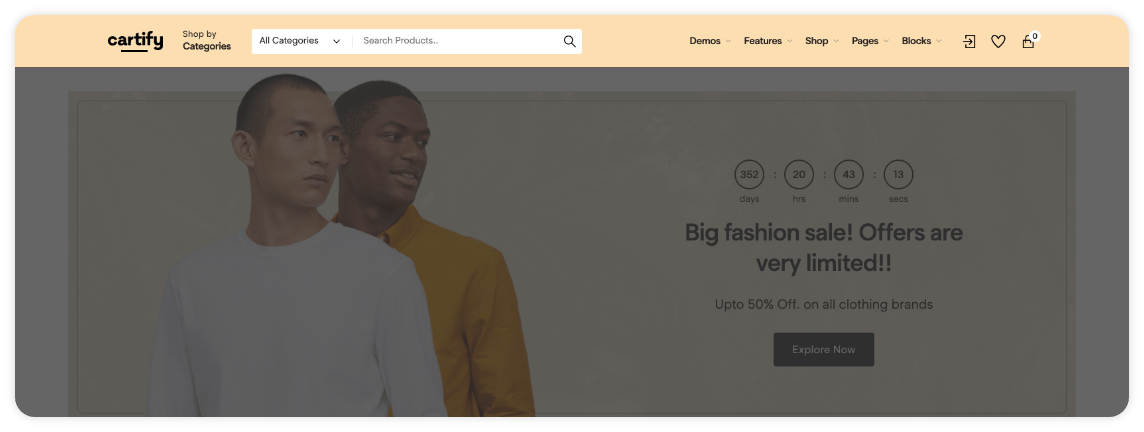 cartify
Shop by
Categories
All Categories
Search Products..
Demos
Features
Shop
Pages
Blocks
0
352 : 20 : 43 : 13
days hrs mins secs
Big fashion sale! Offers are
very limited!!
Upto 50% Off. on all clothing brands
Explore Now